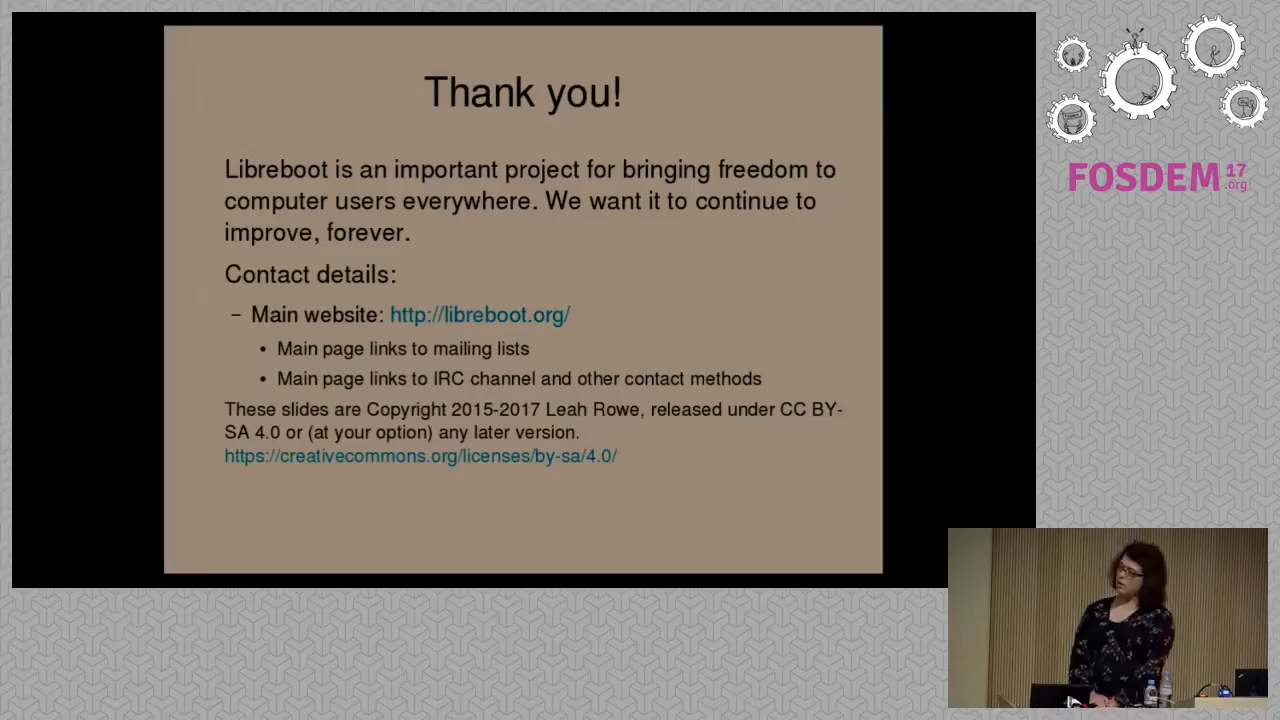 Thank you!
Libreboot is an important project for bringing freedom to
computer users everywhere. We want it to continue to
improve, forever.
Contact details:
– Main website: http://libreboot.org/
• Main page links to mailing lists
• Main page links to IRC channel and other contact methods
These slides are Copyright 2015-2017 Leah Rowe, released under CC BY-
SA 4.0 or (at your option) any later version.
https://creativecommons.org/licenses/by-sa/4.0/
FOSDEM 17
.org